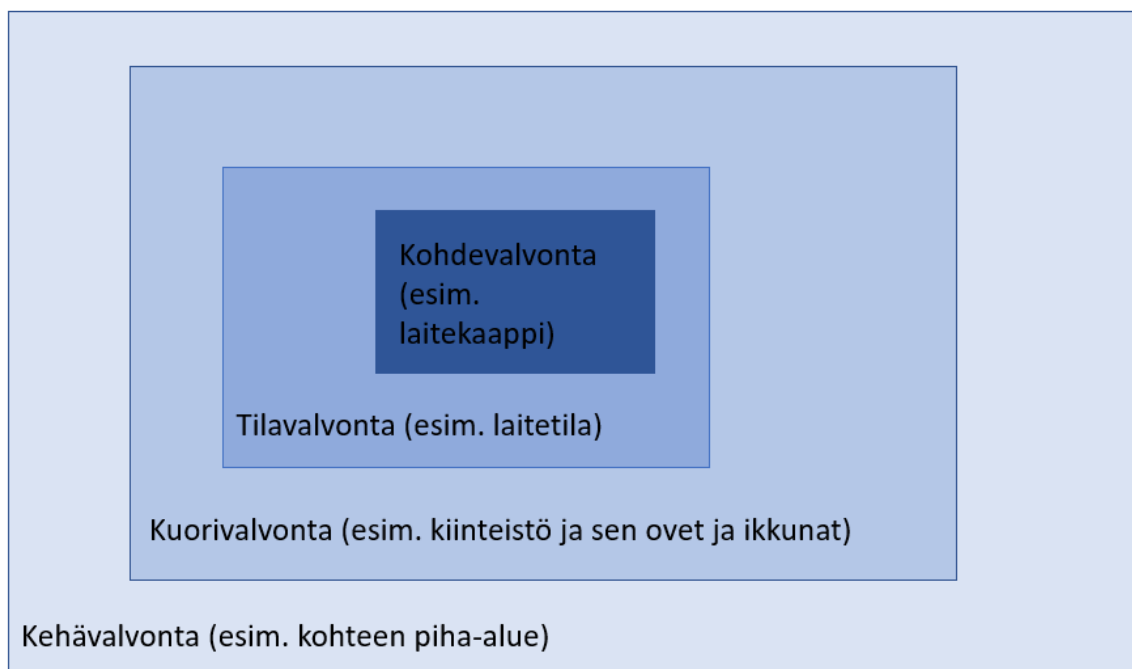 Kohdevalvonta
(esim.
laitekaappi)
Tilavalvonta (esim. laitetila)
Kuorivalvonta (esim. kiinteistö ja sen ovet ja ikkunat)
Kehävalvonta (esim. kohteen piha-alue)